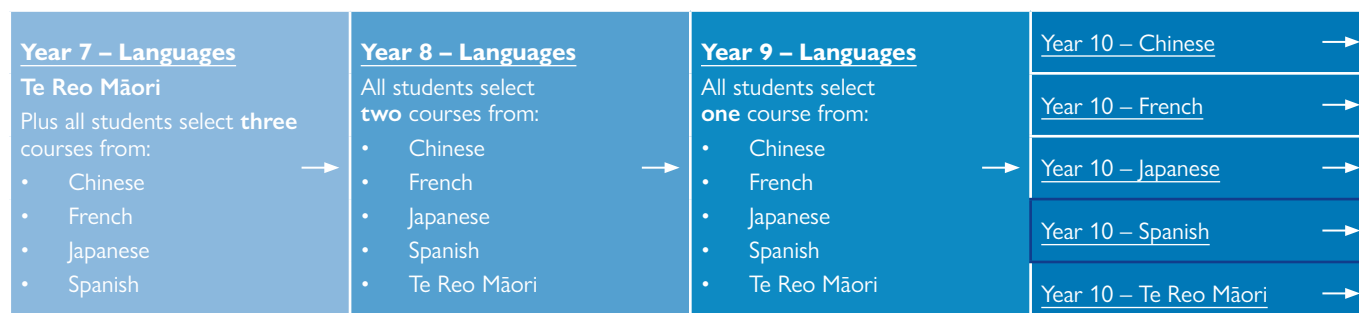 Year 7 – Languages
Te Reo Māori
Plus all students select three
courses from:
• Chinese
• French
• Japanese
• Spanish
Year 8 – Languages
All students select
two courses from:
• Chinese
• French
• Japanese
• Spanish
• Te Reo Māori
Year 9 – Languages
All students select
one course from:
• Chinese
• French
• Japanese
• Spanish
• Te Reo Māori
Year 10 – Chinese
Year 10 – French
Year 10 – Japanese
Year 10 – Spanish
Year 10 – Te Reo Māori